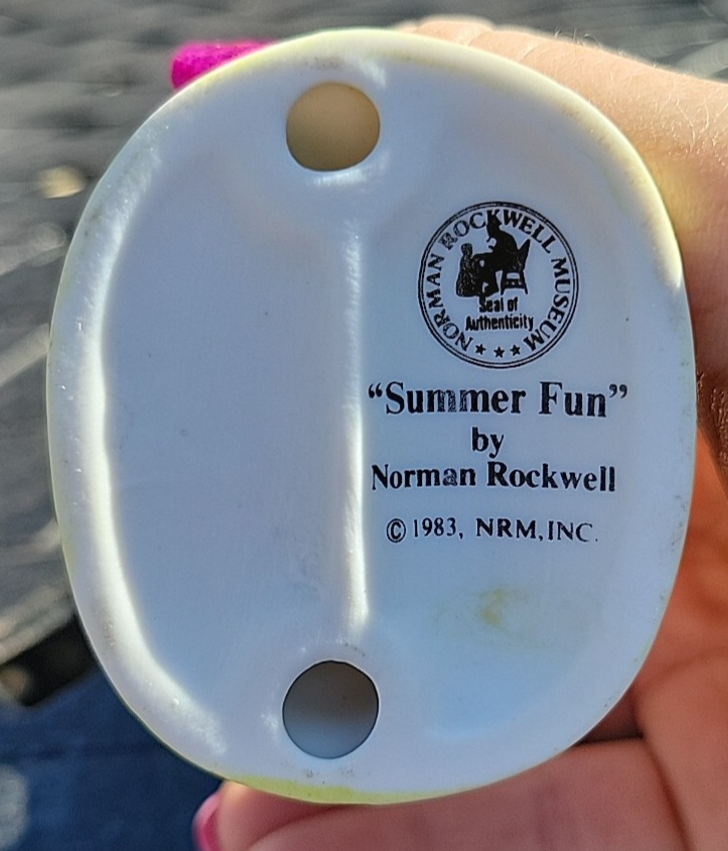 NORMAN ROCKWELL MUSEUM
Seal of
Authenticity
“Summer Fun”
by
Norman Rockwell
© 1983, NRM, INC.